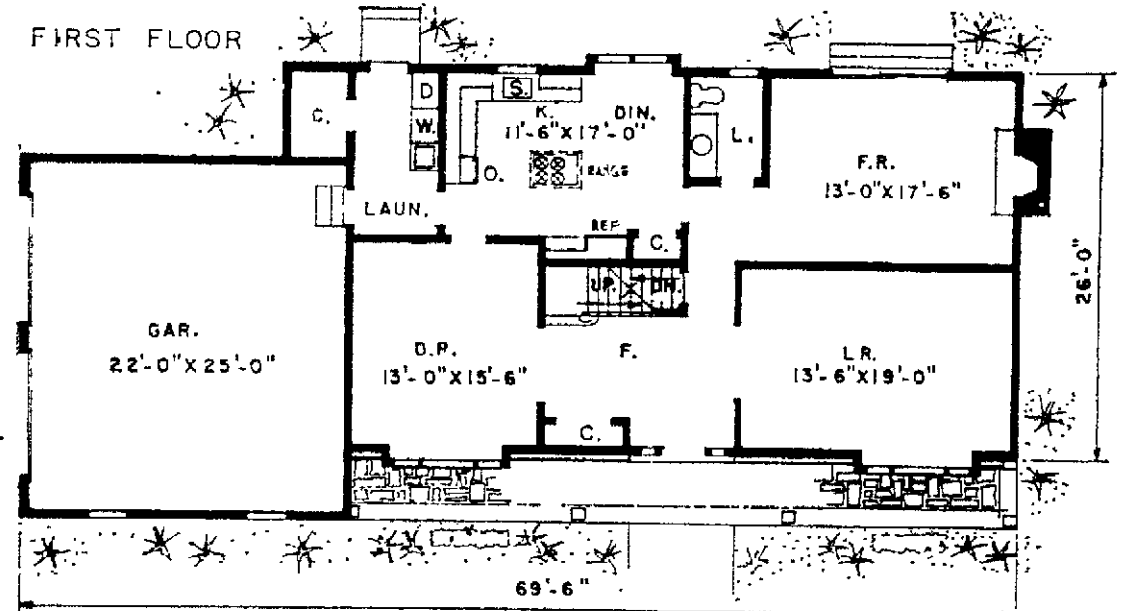 FIRST FLOOR
D
C.
W.
S.
K.
DIN.
11'-6"X17'-0"
L.
O.
RANGE
F.R.
13'-0"X17'-6"
LAUN.
REF
C.
UP.
DN.
26'-0"
GAR.
22'-0"X25'-0"
D.R.
13'-0"X15'-6"
F.
L.R.
13'-6"X19'-0"
C.
69'-6"